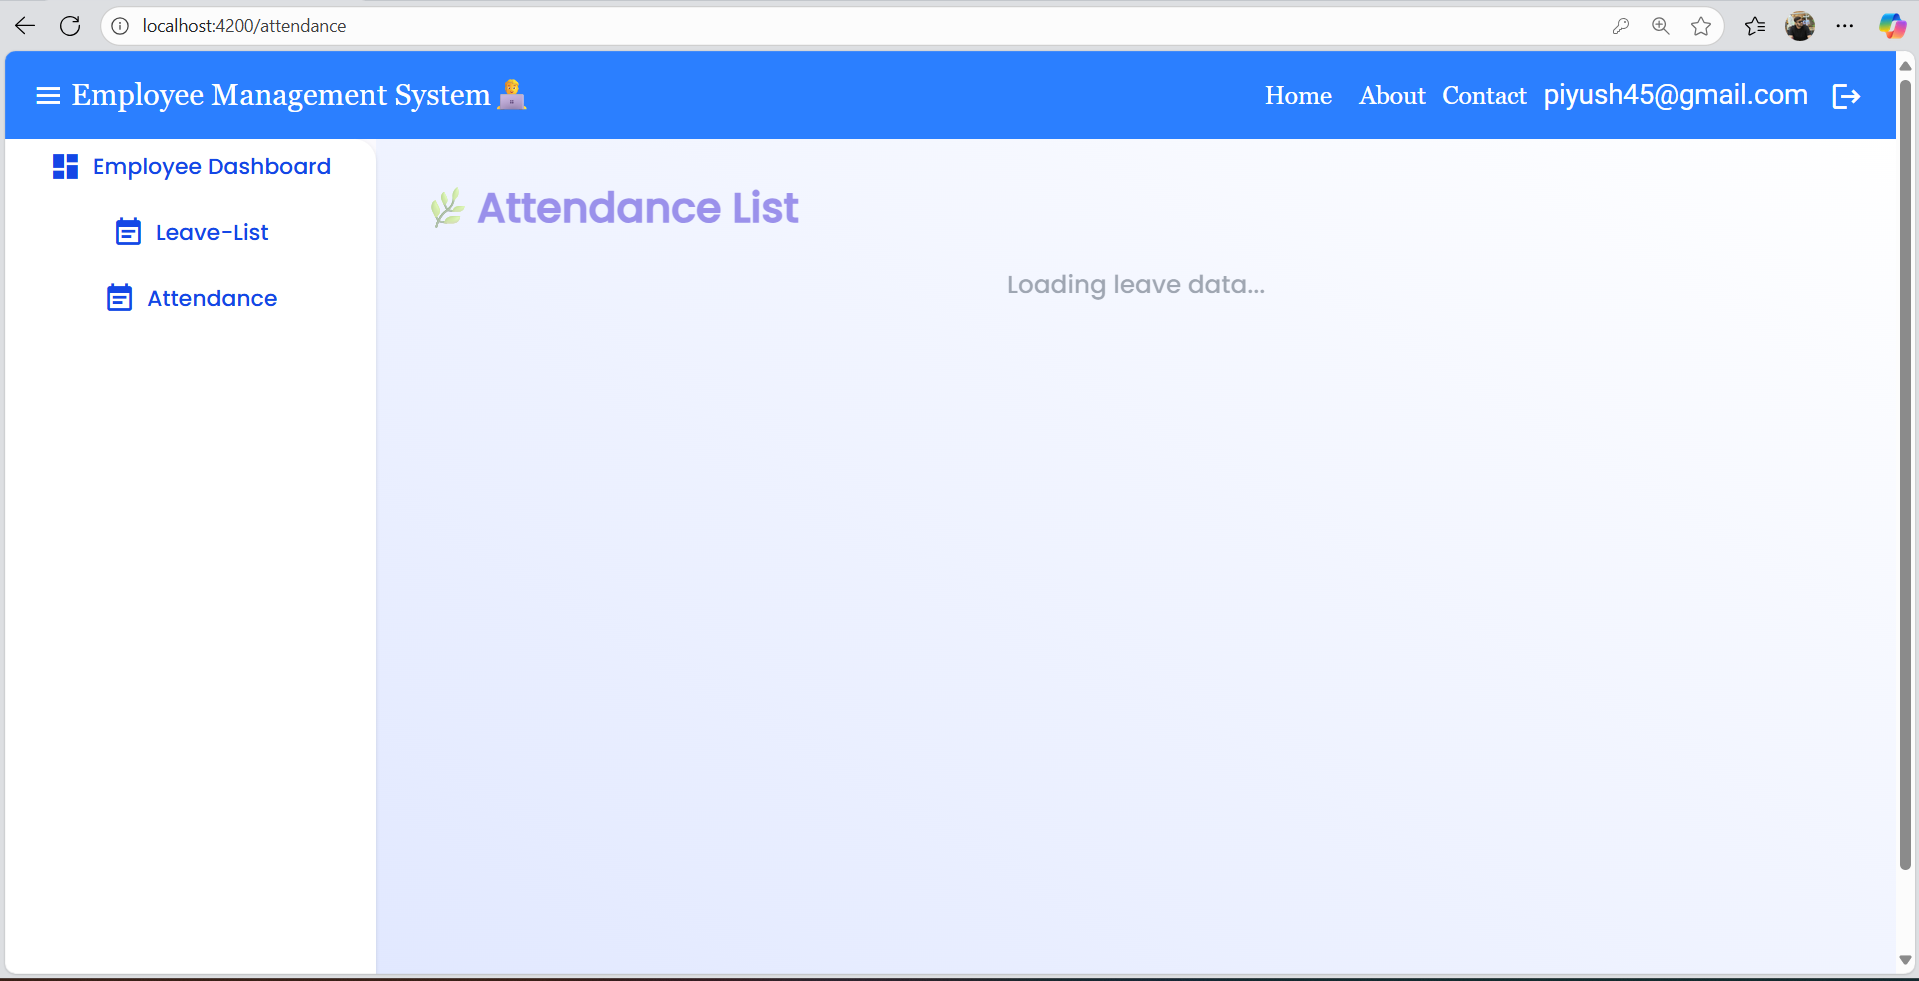 localhost:4200/attendance
Employee Management System
Home About Contact piyush45@gmail.com
Employee Dashboard
Leave-List
Attendance
Attendance List
Loading leave data...